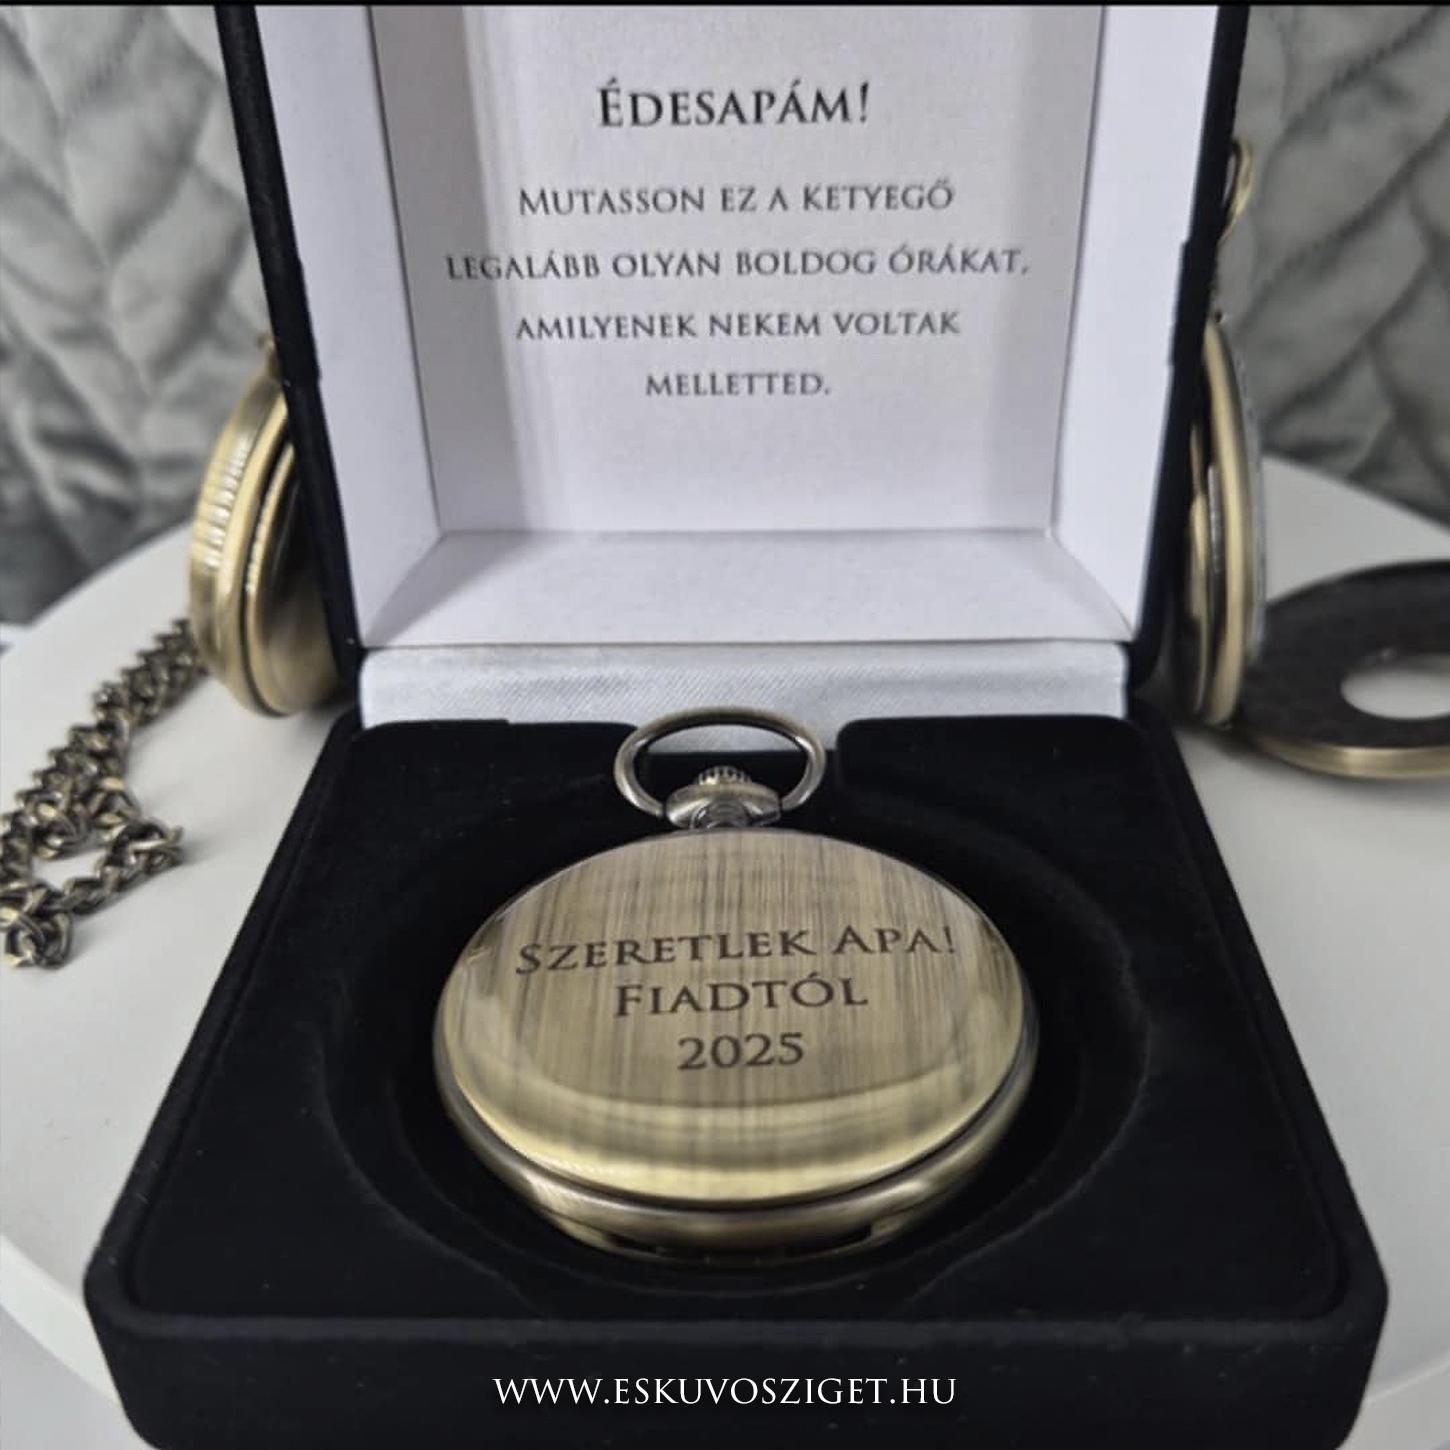 ÉDESAPÁM!
MUTASSON EZ A KETYEGŐ
LEGALÁBB OLYAN BOLDOG ÓRÁKAT,
AMILYENEK NEKEM VOLTAK
MELLETTED.
SZERETLEK APA!
FIADTÓL
2025
WWW.ESKUVOSZIGET.HU